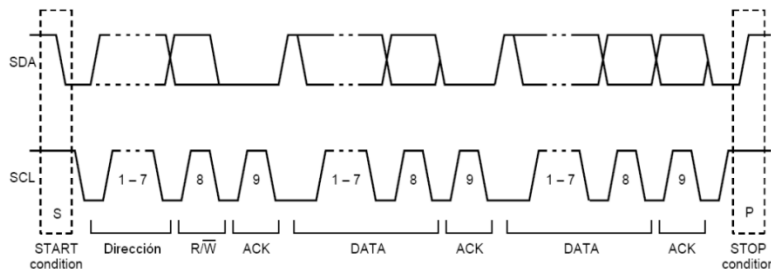 SDA
SCL
1 – 7 8 9 1 – 7 8 9 1 – 7 8 9
S P
START condition Dirección R/W̅ ACK DATA ACK DATA ACK STOP condition